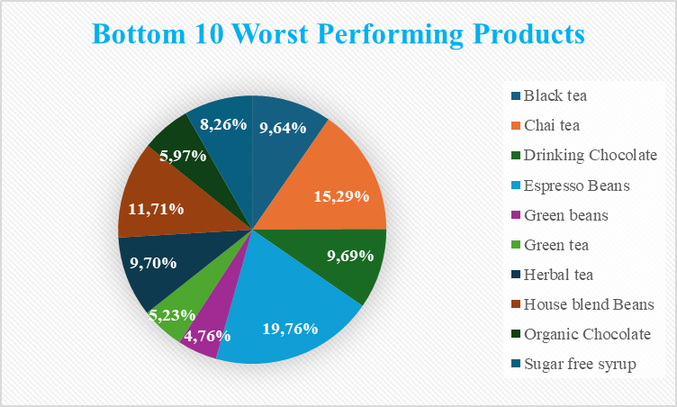 Bottom 10 Worst Performing Products
8,26%
9,64%
5,97%
15,29%
11,71%
9,69%
9,70%
5,23%
4,76%
19,76%
Black tea
Chai tea
Drinking Chocolate
Espresso Beans
Green beans
Green tea
Herbal tea
House blend Beans
Organic Chocolate
Sugar free syrup